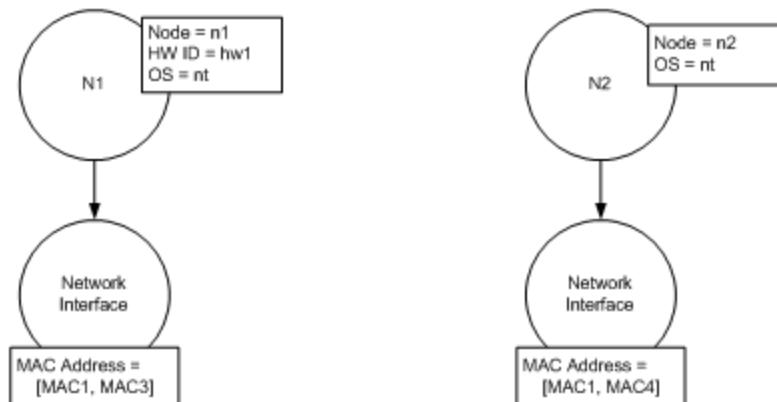 N1
Node = n1
HW ID = hw1
OS = nt
N2
Node = n2
OS = nt
Network
Interface
MAC Address =
[MAC1, MAC3]
Network
Interface
MAC Address =
[MAC1, MAC4]